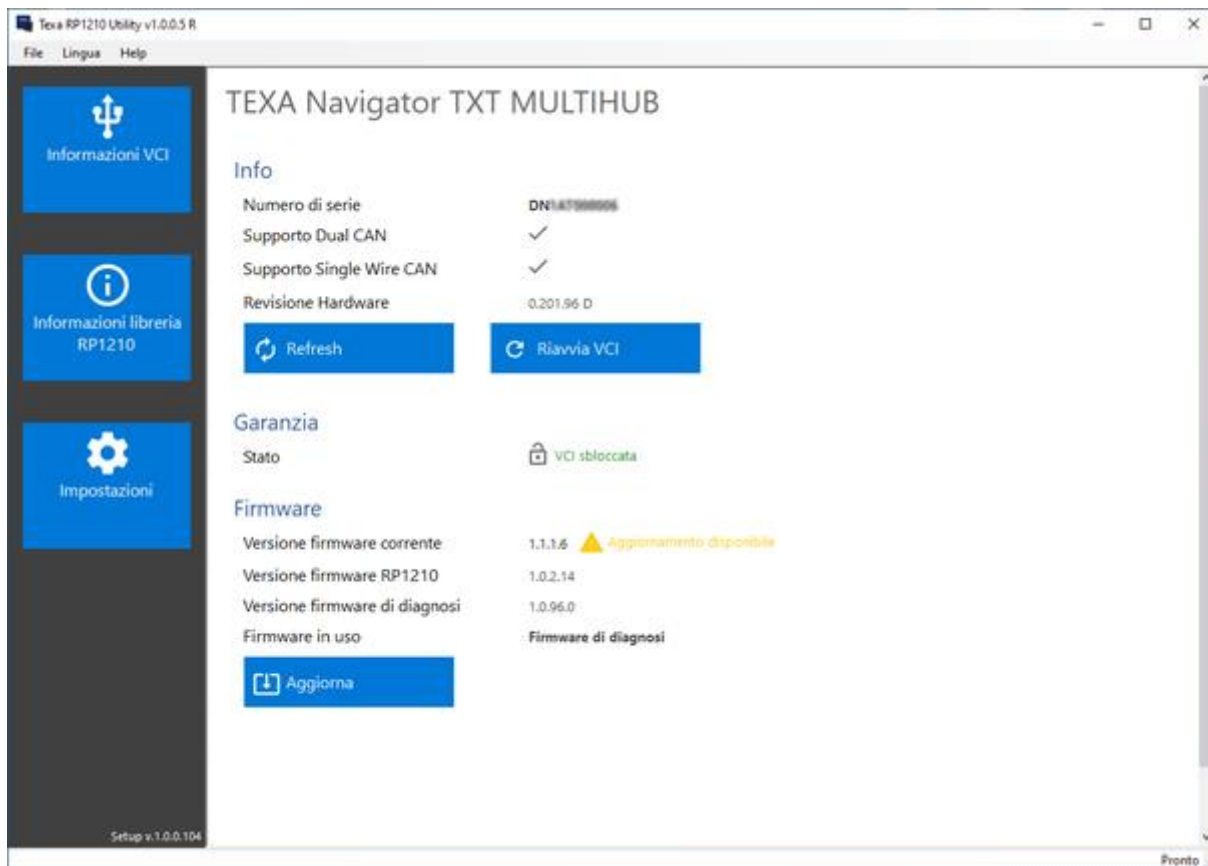 Texa RP1210 Utility v1.0.0.5 R
File Lingua Help
Informazioni VCI
Informazioni libreria
RP1210
Impostazioni
Setup v.1.0.0.104
TEXA Navigator TXT MULTIHUB
Info
Numero di serie DN
Supporto Dual CAN
Supporto Single Wire CAN
Revisione Hardware 0.201.96 D
Refresh Riavvia VCI
Garanzia
Stato VCI sbloccata
Firmware
Versione firmware corrente 1.1.1.6 Aggiornamento disponibile
Versione firmware RP1210 1.0.2.14
Versione firmware di diagnosi 1.0.96.0
Firmware in uso Firmware di diagnosi
Aggiorna
Pronto